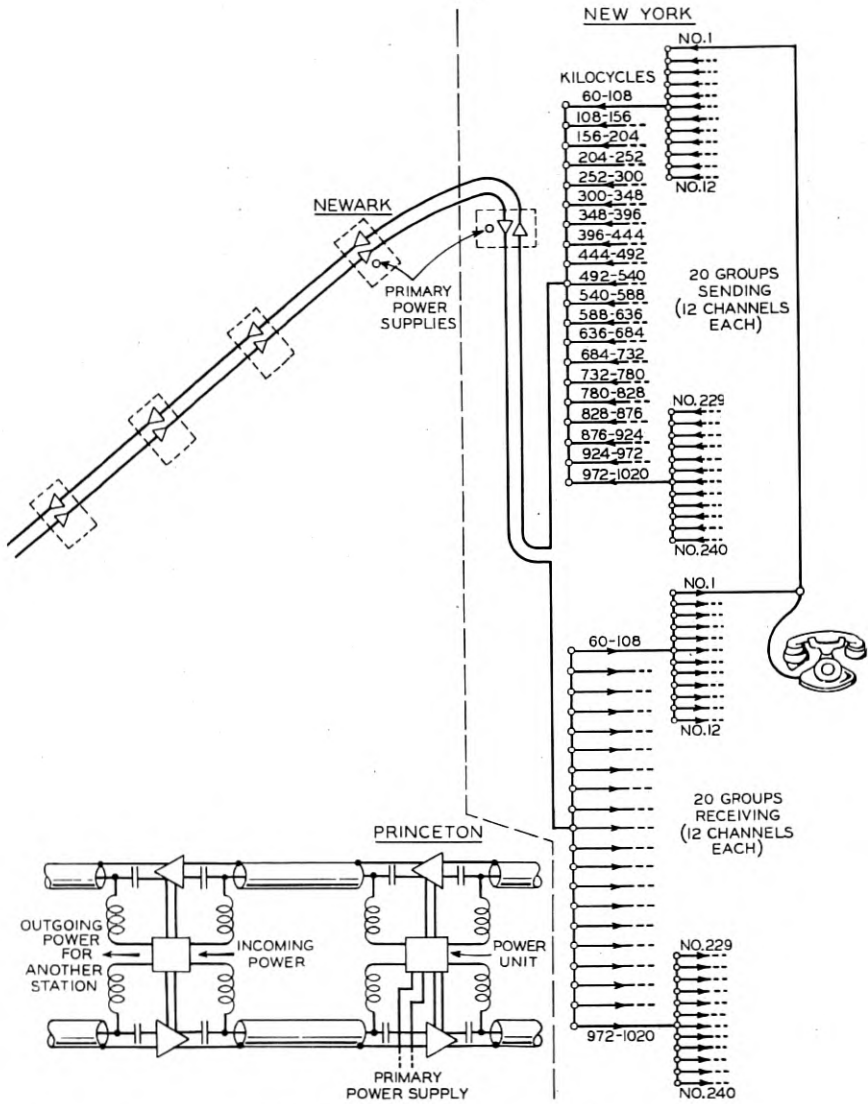 NEW YORK
NO.1
KILOCYCLES
60-108
108-156
156-204
204-252
252-300
300-348
348-396
396-444
444-492
492-540
540-588
588-636
636-684
684-732
732-780
780-828
828-876
876-924
924-972
972-1020
NO.12
20 GROUPS
SENDING
(12 CHANNELS
EACH)
NO.229
NO.240
NEWARK
PRIMARY
POWER
SUPPLIES
NO.1
60-108
NO.12
20 GROUPS
RECEIVING
(12 CHANNELS
EACH)
NO.229
972-1020
NO.240
PRINCETON
OUTGOING
POWER
FOR
ANOTHER
STATION
INCOMING
POWER
POWER
UNIT
PRIMARY
POWER SUPPLY